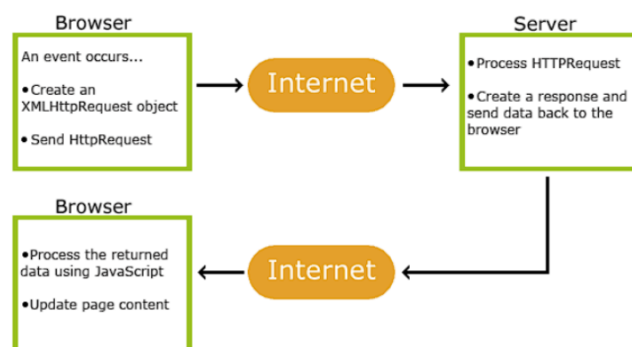 Browser
An event occurs...
•Create an
XMLHttpRequest object
•Send HttpRequest
Internet
Server
•Process HTTPRequest
•Create a response and
send data back to the
browser
Browser
•Process the returned
data using JavaScript
•Update page content
Internet